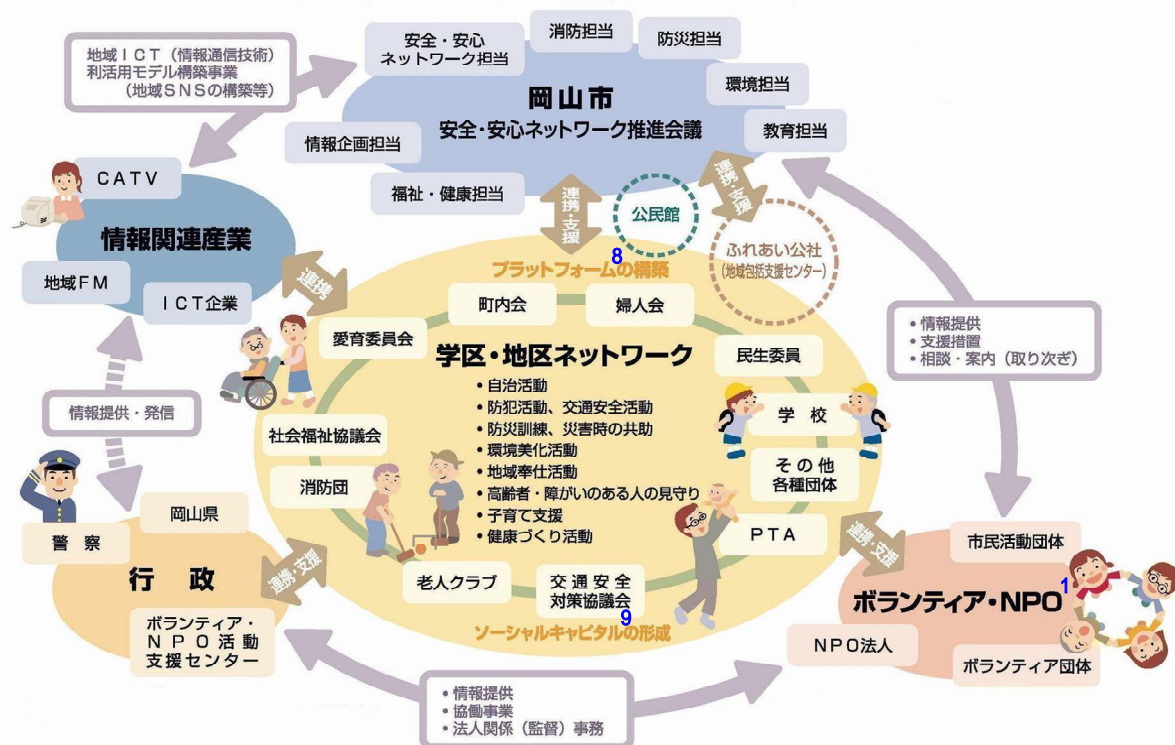 消防担当
安全・安心
ネットワーク担当
防災担当
環境担当
教育担当
情報企画担当
福祉・健康担当
岡山市
安全・安心ネットワーク推進会議
地域ICT（情報通信技術）
利活用モデル構築事業
（地域SNSの構築等）
CATV
情報関連産業
地域FM
ICT企業
連携・支援
連携・支援
公民館
ふれあい公社
（地域包括支援センター）
連携
プラットフォームの構築8
町内会
婦人会
愛育委員会
民生委員
学区・地区ネットワーク
・自治活動
・防犯活動、交通安全活動
・防災訓練、災害時の共助
・環境美化活動
・地域奉仕活動
・高齢者・障がいのある人の見守り
・子育て支援
・健康づくり活動
学校
社会福祉協議会
その他
各種団体
消防団
PTA
老人クラブ
交通安全
対策協議会
ソーシャルキャピタルの形成9
・情報提供
・支援措置
・相談・案内（取り次ぎ）
情報提供・発信
岡山県
警察
行政
ボランティア・
NPO活動
支援センター
連携・支援
連携・支援
市民活動団体
ボランティア・NPO1
NPO法人
ボランティア団体
・情報提供
・協働事業
・法人関係（監督）事務